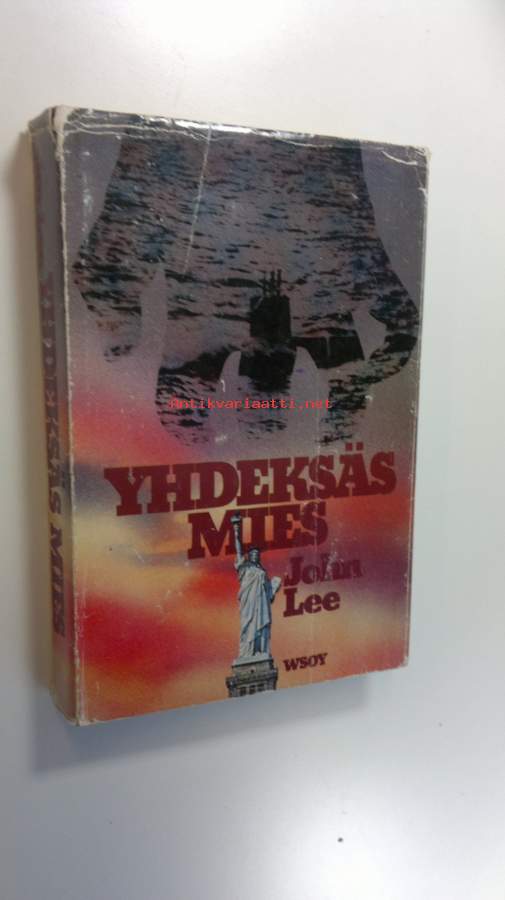 YHDEKSÄS MIES
Antikvariaatti.net
YHDEKSÄS
MIES
John
Lee
WSOY